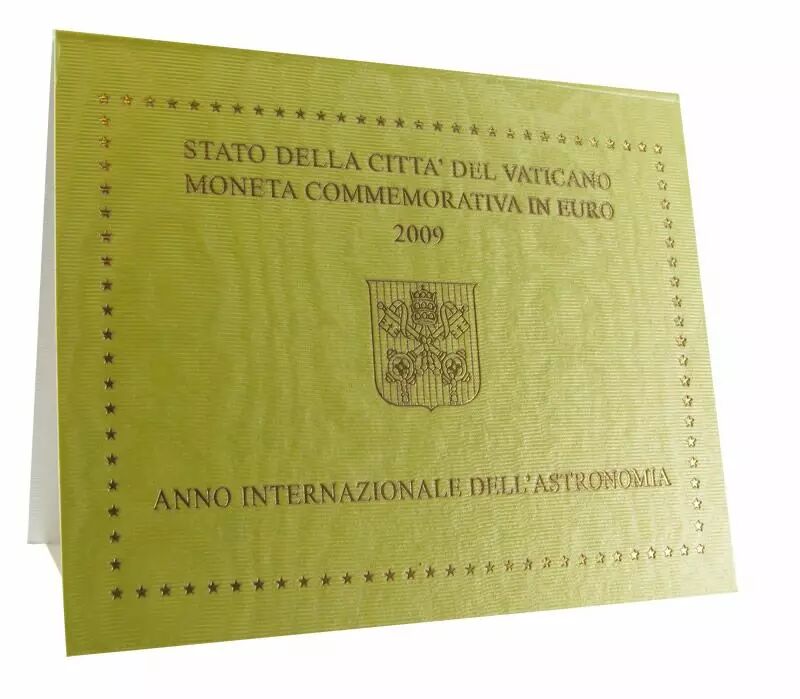 STATO DELLA CITTA' DEL VATICANO
MONETA COMMEMORATIVA IN EURO
2009
ANNO INTERNAZIONALE DELL'ASTRONOMIA